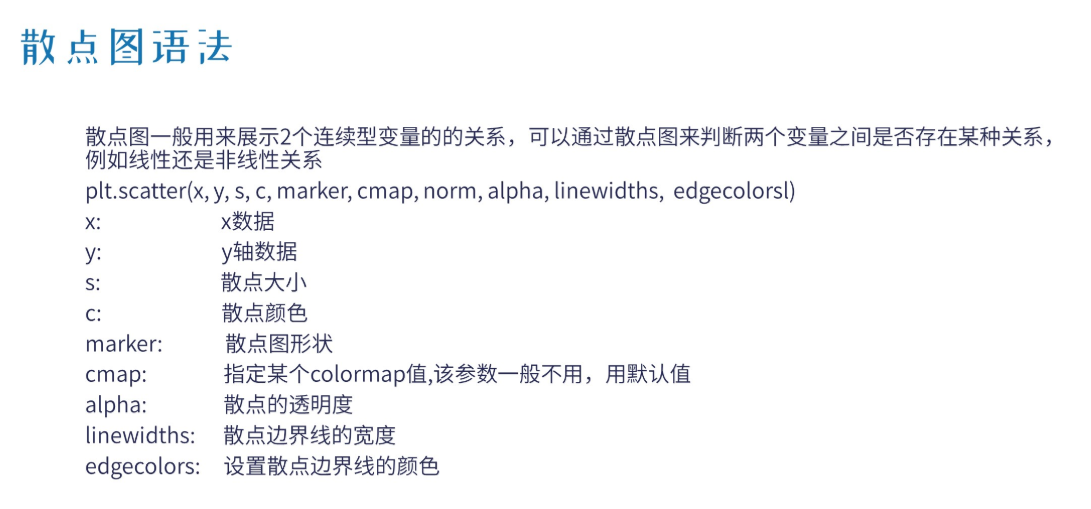 散点图语法
散点图一般用来展示2个连续型变量的的关系，可以通过散点图来判断两个变量之间是否存在某种关系，
例如线性还是非线性关系
plt.scatter(x, y, s, c, marker, cmap, norm, alpha, linewidths, edgecolorsl)
x: x数据
y: y轴数据
s: 散点大小
c: 散点颜色
marker: 散点图形状
cmap: 指定某个colormap值,该参数一般不用，用默认值
alpha: 散点的透明度
linewidths: 散点边界线的宽度
edgecolors: 设置散点边界线的颜色